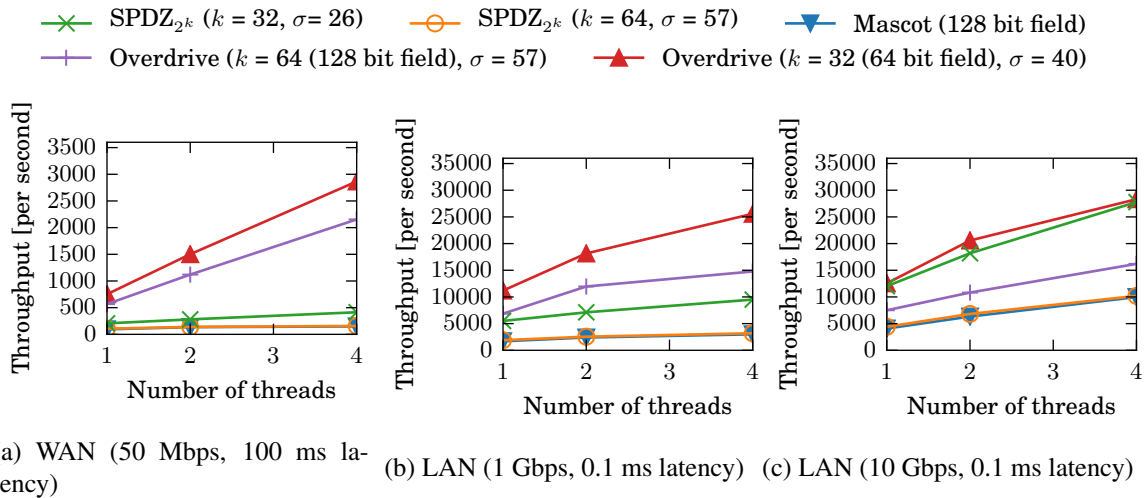 SPDZ₂ᵏ (k = 32, σ = 26) SPDZ₂ᵏ (k = 64, σ = 57) Mascot (128 bit field)
Overdrive (k = 64 (128 bit field), σ = 57) Overdrive (k = 32 (64 bit field), σ = 40)
Throughput [per second]
3500
3000
2500
2000
1500
1000
500
0
1 2 3 4
Number of threads
Throughput [per second]
35000
30000
25000
20000
15000
10000
5000
0
1 2 3 4
Number of threads
Throughput [per second]
35000
30000
25000
20000
15000
10000
5000
0
1 2 3 4
Number of threads
) WAN (50 Mbps, 100 ms la-
ency)
(b) LAN (1 Gbps, 0.1 ms latency)
(c) LAN (10 Gbps, 0.1 ms latency)